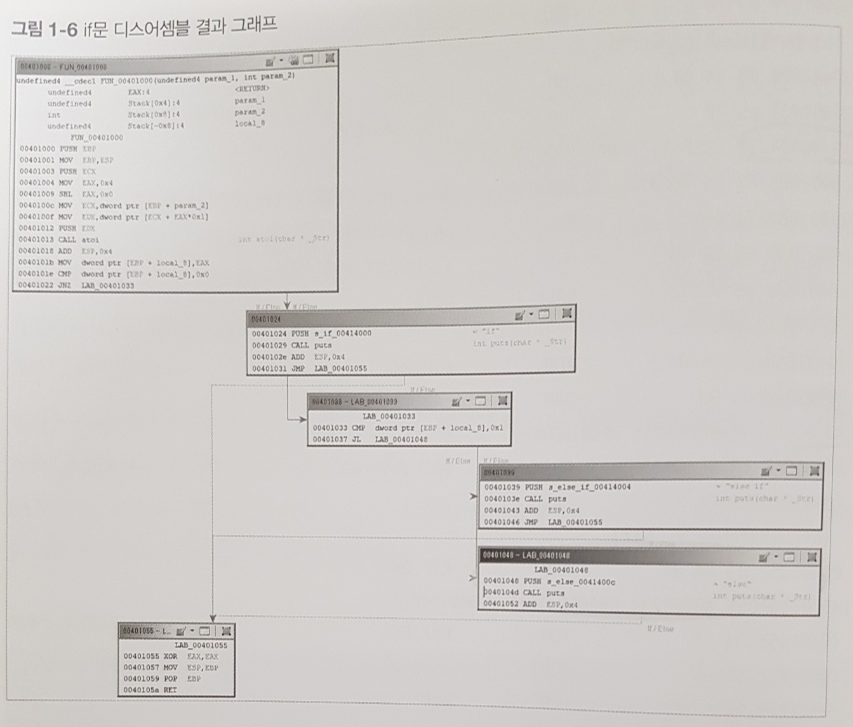 그림 1-6 if문 디스어셈블 결과 그래프
00401000 - FUN_00401000
undefined4 __cdecl FUN_00401000(undefined4 param_1, int param_2)
undefined4 EAX:4 <RETURN>
undefined4 Stack[0x4]:4 param_1
int Stack[0x8]:4 param_2
undefined4 Stack[-0x8]:4 local_8
FUN_00401000
00401000 PUSH EBP
00401001 MOV EBP,ESP
00401003 PUSH ECX
00401004 MOV EAX,0x4
00401009 SHL EAX,0x0
0040100c MOV ECX,dword ptr [EBP + param_2]
0040100f MOV EDX,dword ptr [ECX + EAX*0x1]
00401012 PUSH EDX
00401013 CALL atoi int atoi(char * _Str)
00401018 ADD ESP,0x4
0040101b MOV dword ptr [EBP + local_8],EAX
0040101e CMP dword ptr [EBP + local_8],0x0
00401022 JNZ LAB_00401033
If/Else If/Else
00401024
00401024 PUSH s_if_00414000 = "if"
00401029 CALL puts int puts(char * _Str)
0040102e ADD ESP,0x4
00401031 JMP LAB_00401055
If/Else
00401033 - LAB_00401033
LAB_00401033
00401033 CMP dword ptr [EBP + local_8],0x1
00401037 JL LAB_00401048
If/Else If/Else
00401039
00401039 PUSH s_else_if_00414004 = "else if"
0040103e CALL puts int puts(char * _Str)
00401043 ADD ESP,0x4
00401046 JMP LAB_00401055
00401048 - LAB_00401048
LAB_00401048
00401048 PUSH s_else_0041400c = "else"
0040104d CALL puts int puts(char * _Str)
00401052 ADD ESP,0x4
If/Else
00401055 - L...
LAB_00401055
00401055 XOR EAX,EAX
00401057 MOV ESP,EBP
00401059 POP EBP
0040105a RET